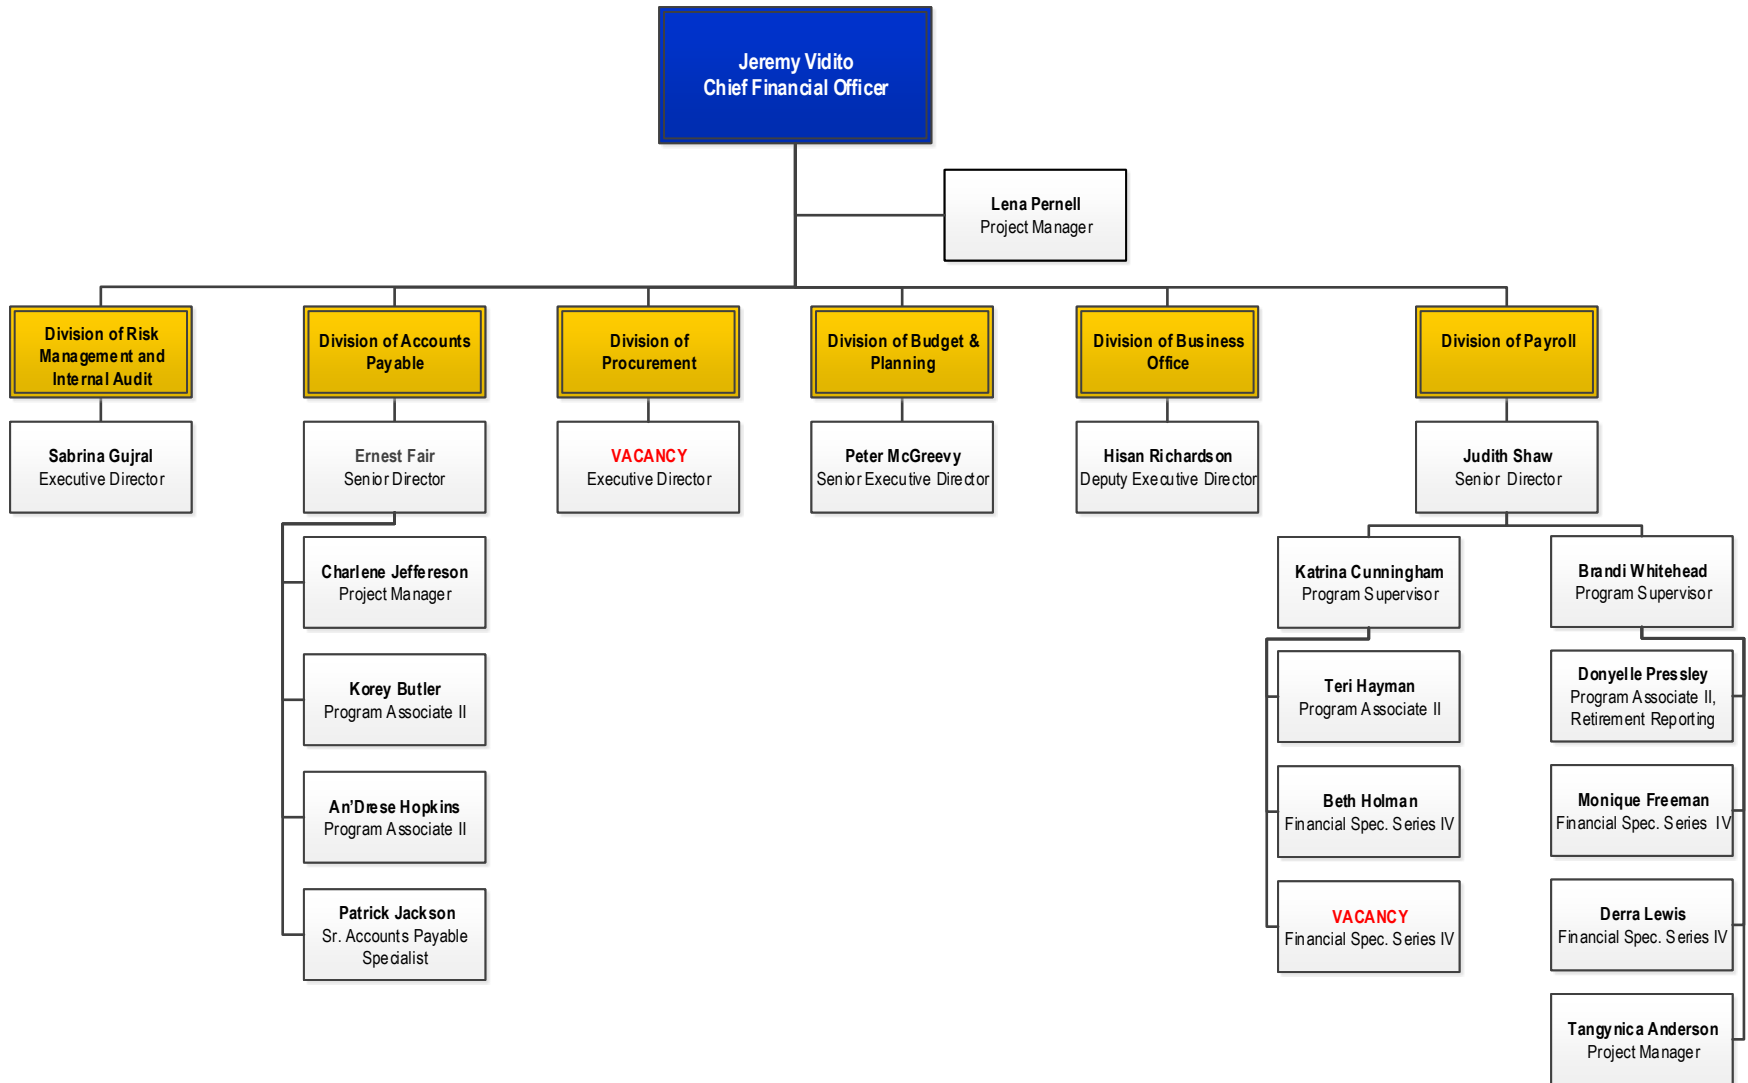 Jeremy Vidito
Chief Financial Officer
Lena Pernell
Project Manager
Division of Risk
Management and
Internal Audit
Division of Accounts
Payable
Division of
Procurement
Division of Budget &
Planning
Division of Business
Office
Division of Payroll
Sabrina Gujral
Executive Director
Ernest Fair
Senior Director
VACANCY
Executive Director
Peter McGreevy
Senior Executive Director
Hisan Richardson
Deputy Executive Director
Judith Shaw
Senior Director
Charlene Jeffereson
Project Manager
Korey Butler
Program Associate II
An’Drese Hopkins
Program Associate II
Patrick Jackson
Sr. Accounts Payable
Specialist
Katrina Cunningham
Program Supervisor
Teri Hayman
Program Associate II
Beth Holman
Financial Spec. Series IV
VACANCY
Financial Spec. Series IV
Brandi Whitehead
Program Supervisor
Donyelle Pressley
Program Associate II,
Retirement Reporting
Monique Freeman
Financial Spec. Series IV
Derra Lewis
Financial Spec. Series IV
Tangynica Anderson
Project Manager